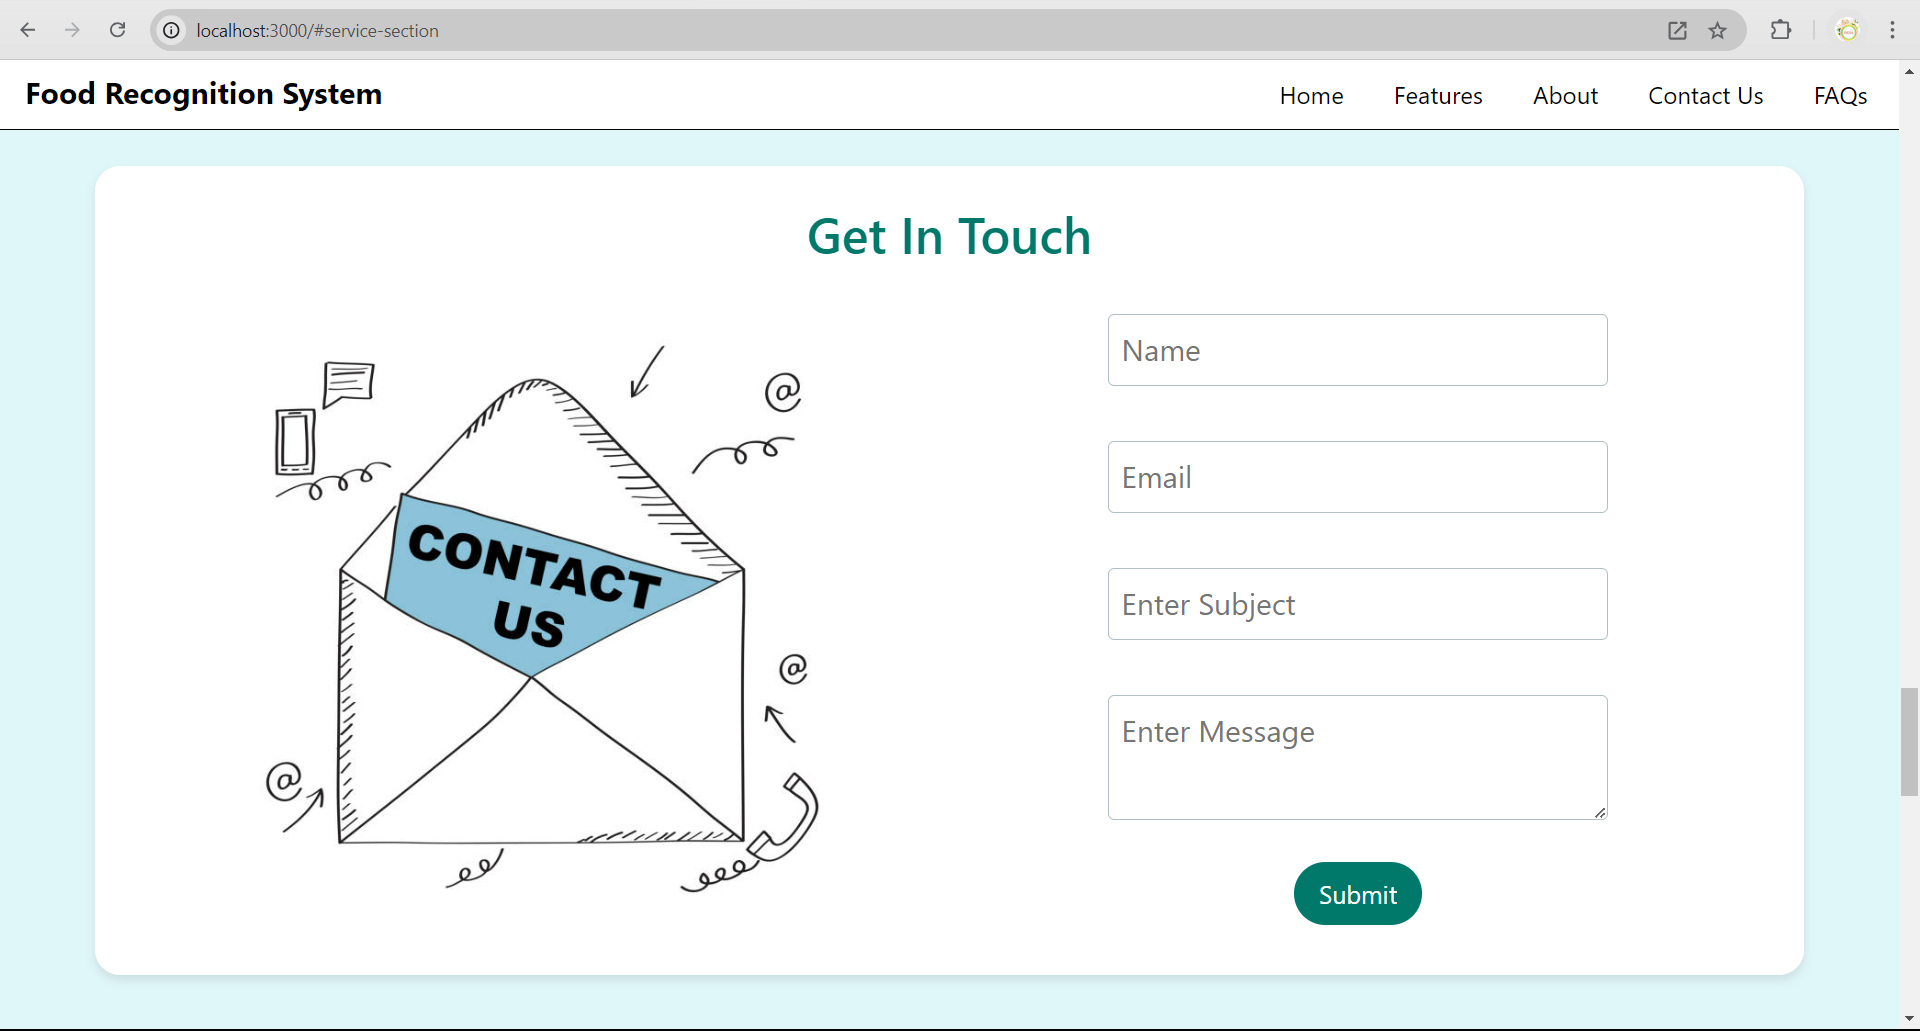 localhost:3000/#service-section
Food Recognition System
Home Features About Contact Us FAQs
Get In Touch
CONTACT
US
@
@
@
Name
Email
Enter Subject
Enter Message
Submit